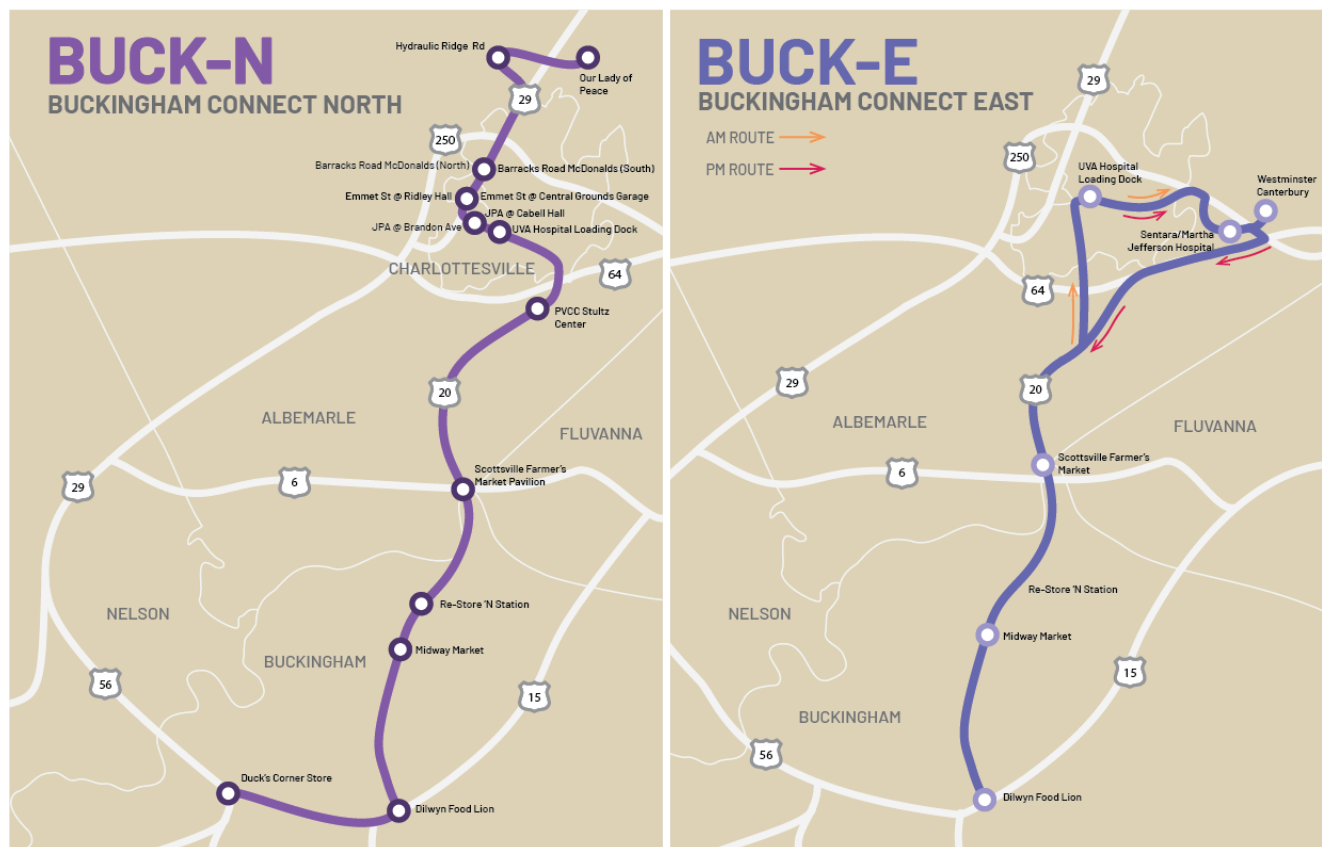 BUCK-N
BUCKINGHAM CONNECT NORTH
Hydraulic Ridge Rd
Our Lady of
Peace
29
250
Barracks Road McDonalds (North)
Barracks Road McDonalds (South)
Emmet St @ Ridley Hall
Emmet St @ Central Grounds Garage
JPA @ Cabell Hall
JPA @ Brandon Ave
UVA Hospital Loading Dock
CHARLOTTESVILLE
64
PVCC Stultz
Center
20
ALBEMARLE
FLUVANNA
Scottsville Farmer's
Market Pavilion
29
6
Re-Store 'N Station
NELSON
Midway Market
BUCKINGHAM
56
15
Duck's Corner Store
Dilwyn Food Lion
BUCK-E
BUCKINGHAM CONNECT EAST
29
AM ROUTE
PM ROUTE
250
UVA Hospital
Loading Dock
Westminster
Canterbury
Sentara/Martha
Jefferson Hospital
64
29
20
ALBEMARLE
FLUVANNA
Scottsville Farmer's
Market
6
Re-Store 'N Station
NELSON
Midway Market
15
BUCKINGHAM
56
Dilwyn Food Lion